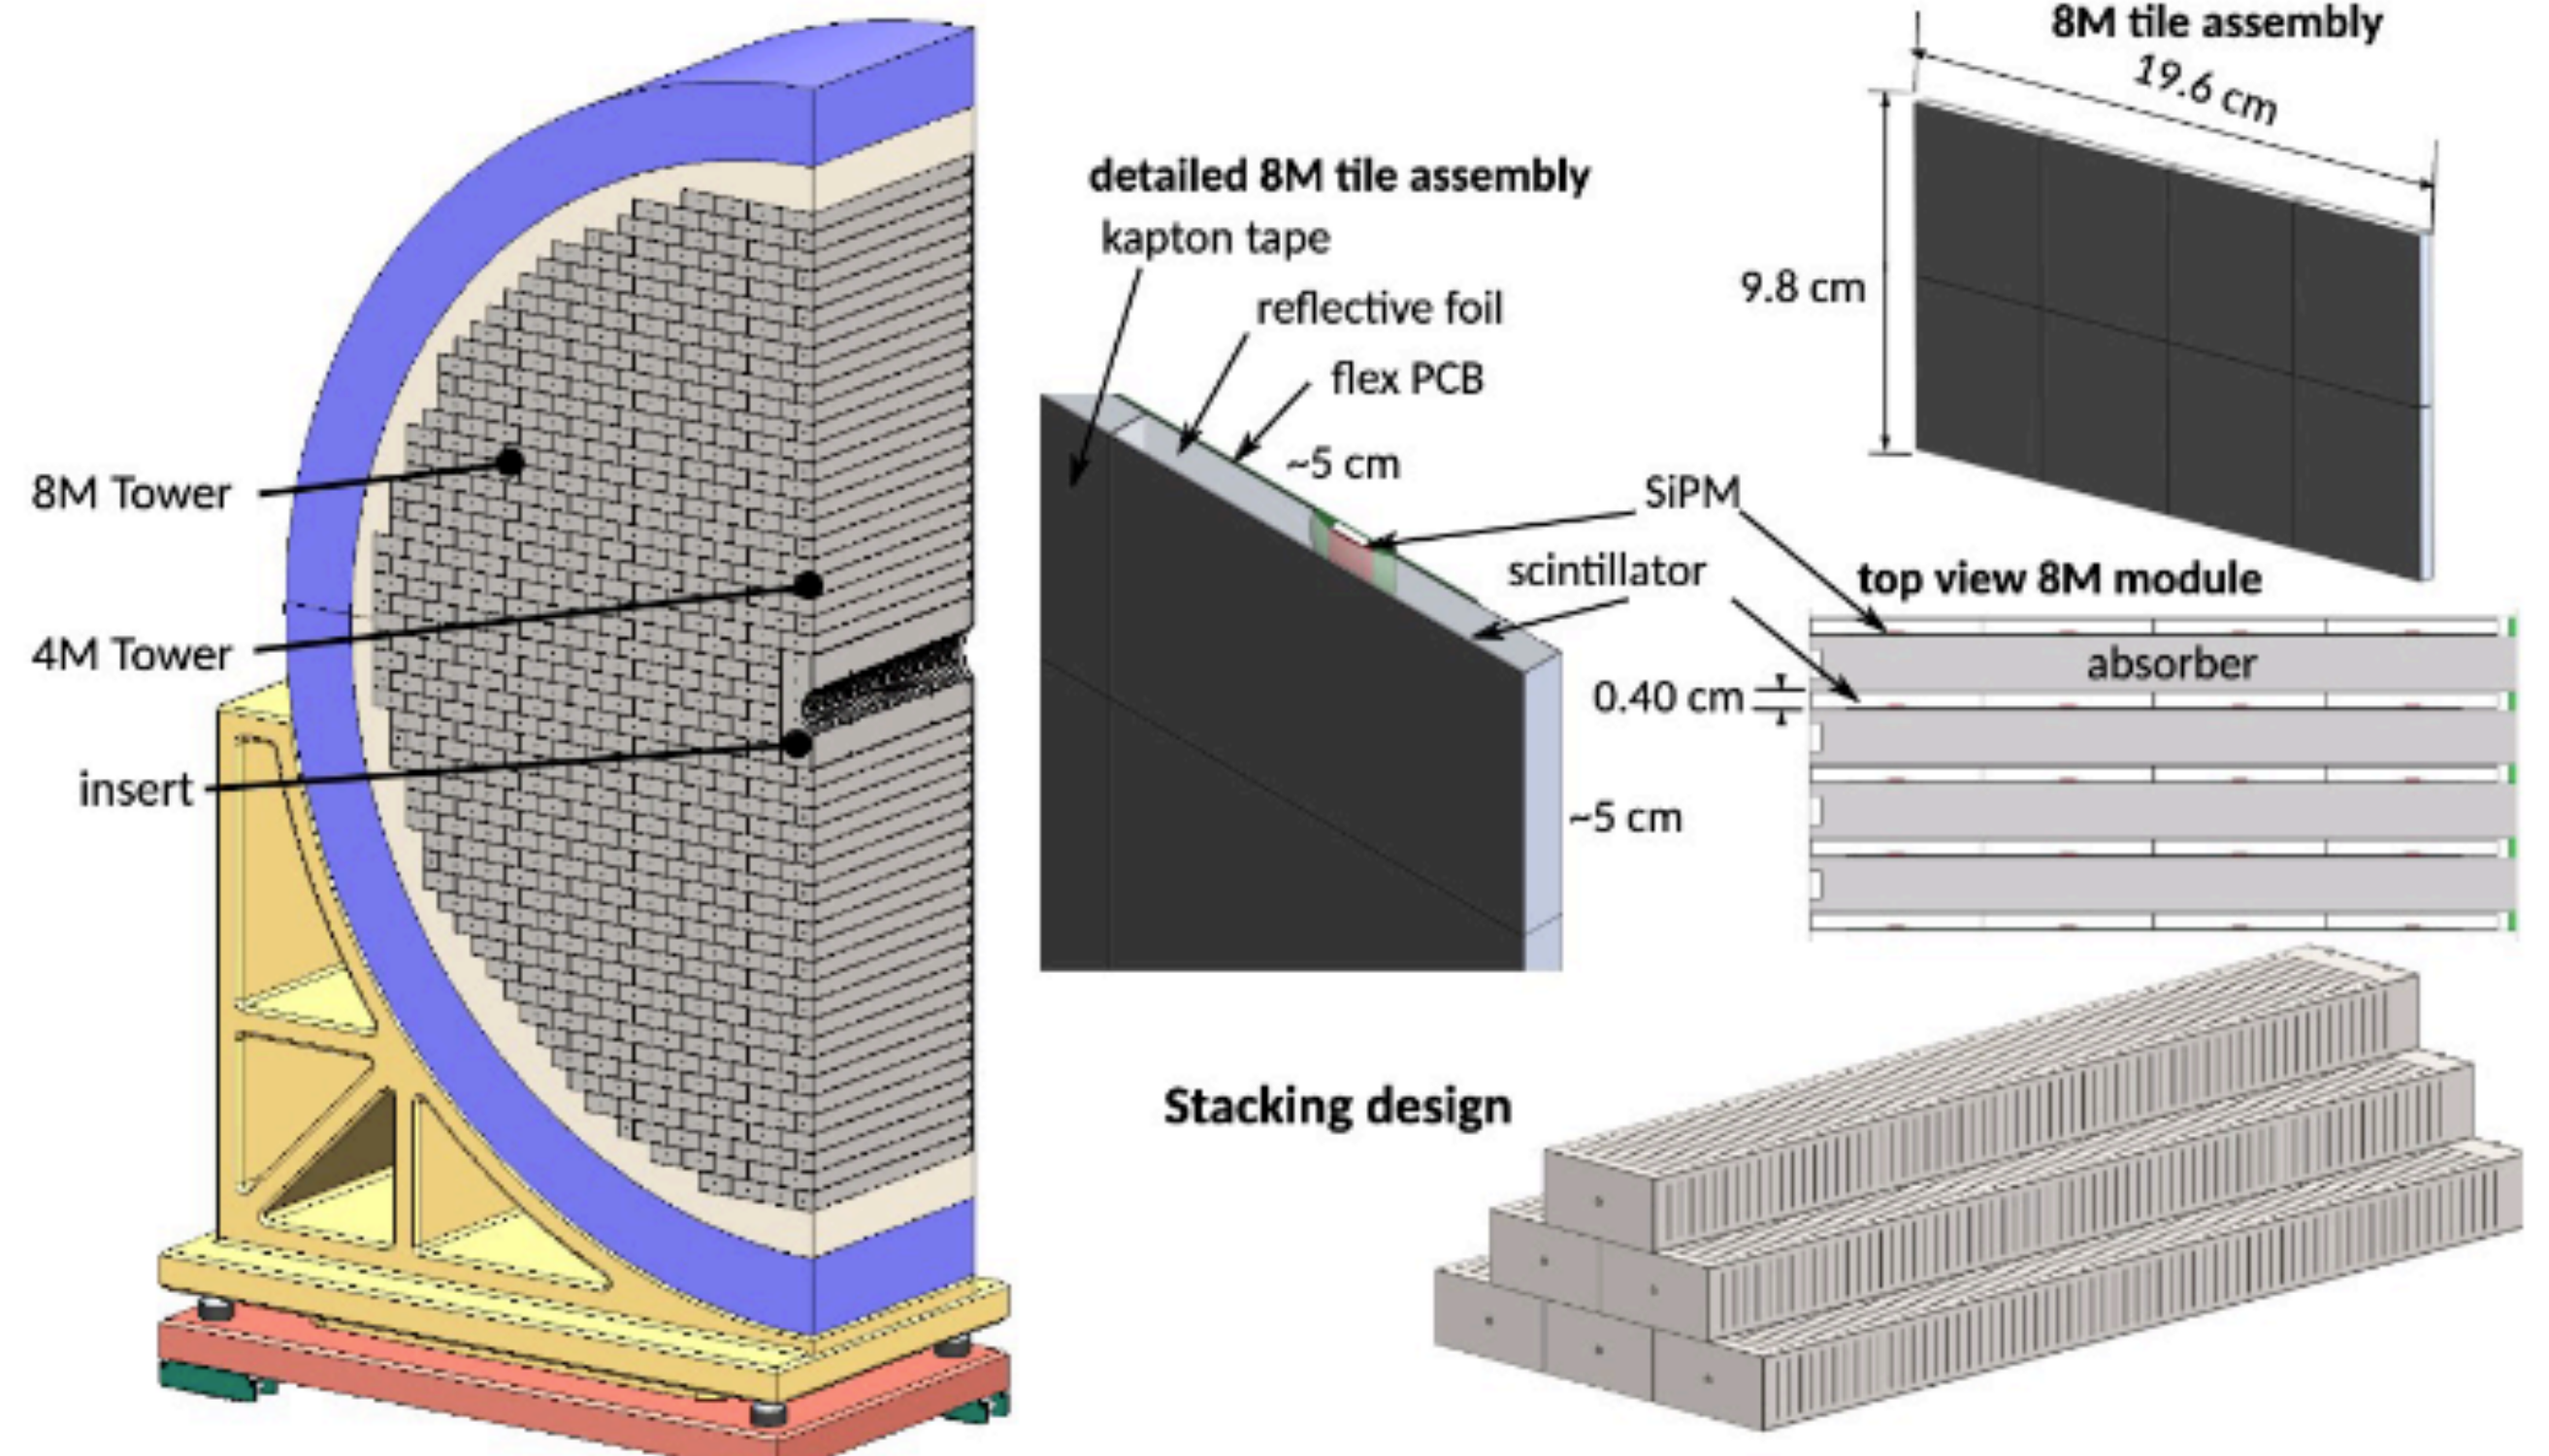 8M tile assembly
19.6 cm
9.8 cm
detailed 8M tile assembly
kapton tape
reflective foil
flex PCB
~5 cm
SiPM
scintillator
~5 cm
8M Tower
4M Tower
insert
top view 8M module
absorber
0.40 cm
Stacking design